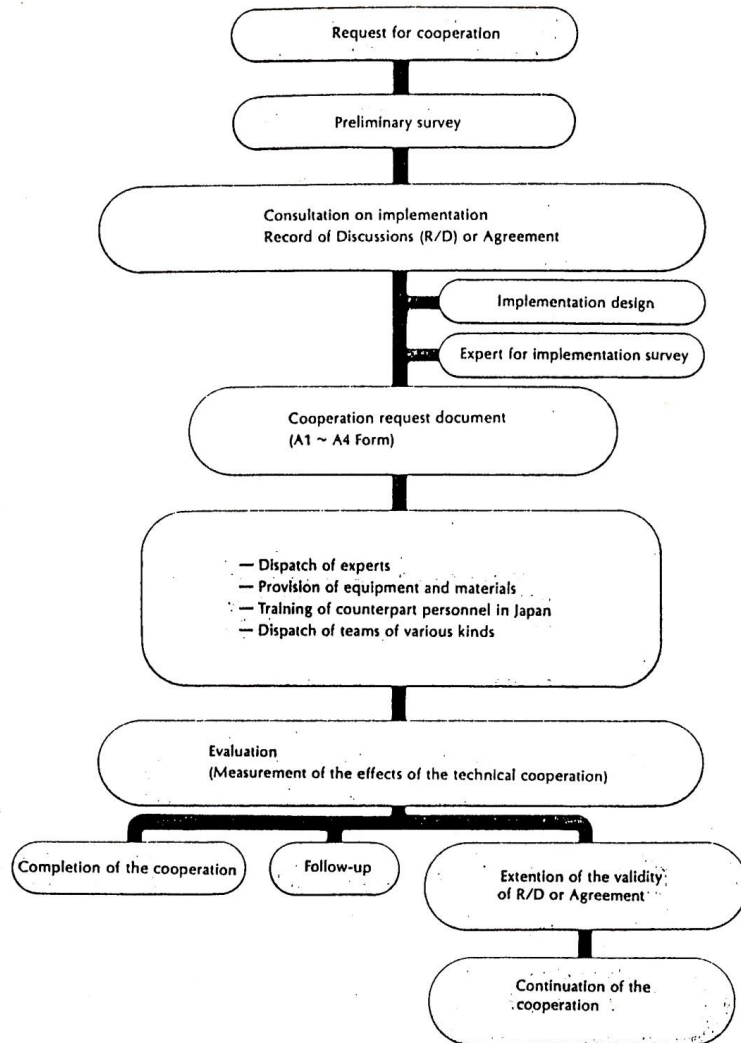 Request for cooperation
Preliminary survey
Consultation on implementation
Record of Discussions (R/D) or Agreement
Implementation design
Expert for implementation survey
Cooperation request document
(A1 ~ A4 Form)
— Dispatch of experts
— Provision of equipment and materials
— Training of counterpart personnel in Japan
— Dispatch of teams of various kinds
Evaluation
(Measurement of the effects of the technical cooperation)
Completion of the cooperation
Follow-up
Extention of the validity
of R/D or Agreement
Continuation of the
cooperation